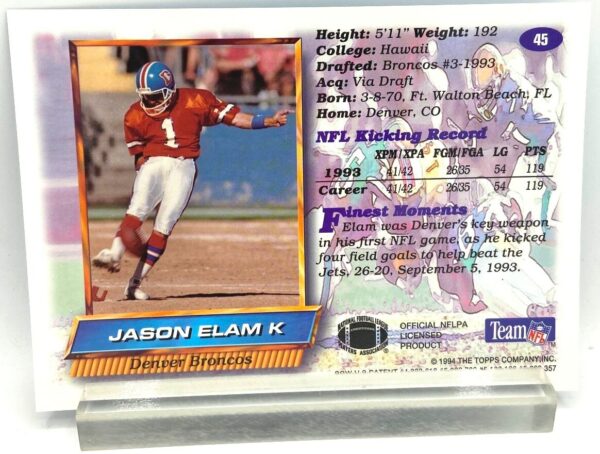 Height: 5'11" Weight: 192
45
College: Hawaii
Drafted: Broncos #3-1993
Acq: Via Draft
Born: 3-8-70, Ft. Walton Beach, FL
Home: Denver, CO
NFL Kicking Record
XPM/XPA FGM/FGA LG PTS
1993 41/42 26/35 54 119
Career 41/42 26/35 54 119
Finest Moments
Elam was Denver's key weapon
in his first NFL game, as he kicked
four field goals to help beat the
Jets, 26-20, September 5, 1993.
1
JASON ELAM K
Denver Broncos
OFFICIAL NFLPA
LICENSED
PRODUCT
Team NFL
© 1994 THE TOPPS COMPANY, INC.